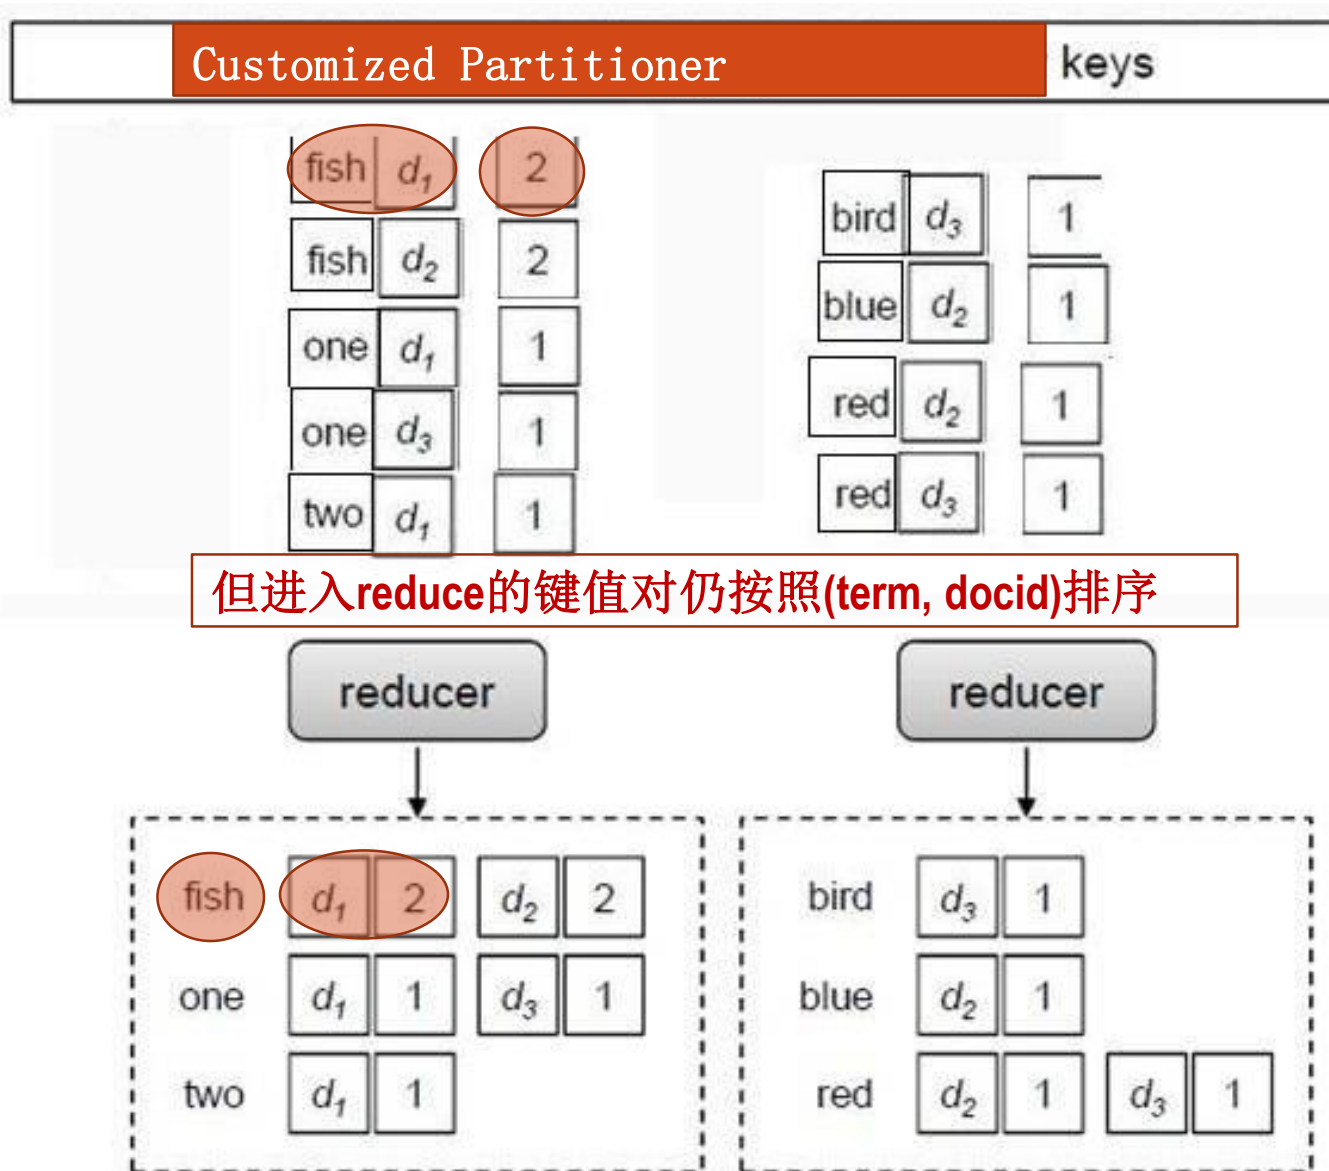 Customized Partitioner keys
fish d1 2
fish d2 2
one d1 1
one d3 1
two d1 1
bird d3 1
blue d2 1
red d2 1
red d3 1
但进入reduce的键值对仍按照(term, docid)排序
reducer
reducer
fish d1 2 d2 2
one d1 1 d3 1
two d1 1
bird d3 1
blue d2 1
red d2 1 d3 1